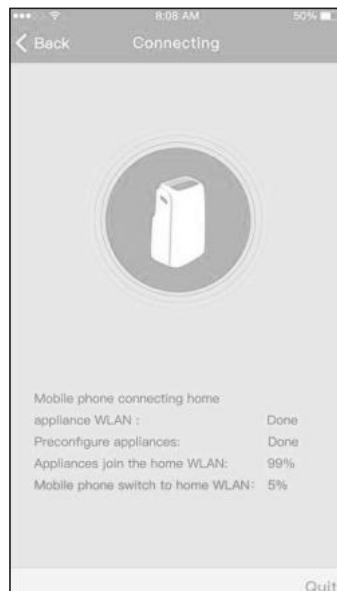 8:08 AM 50%
Back Connecting
Mobile phone connecting home
appliance WLAN : Done
Preconfigure appliances: Done
Appliances join the home WLAN: 99%
Mobile phone switch to home WLAN: 5%
Quit